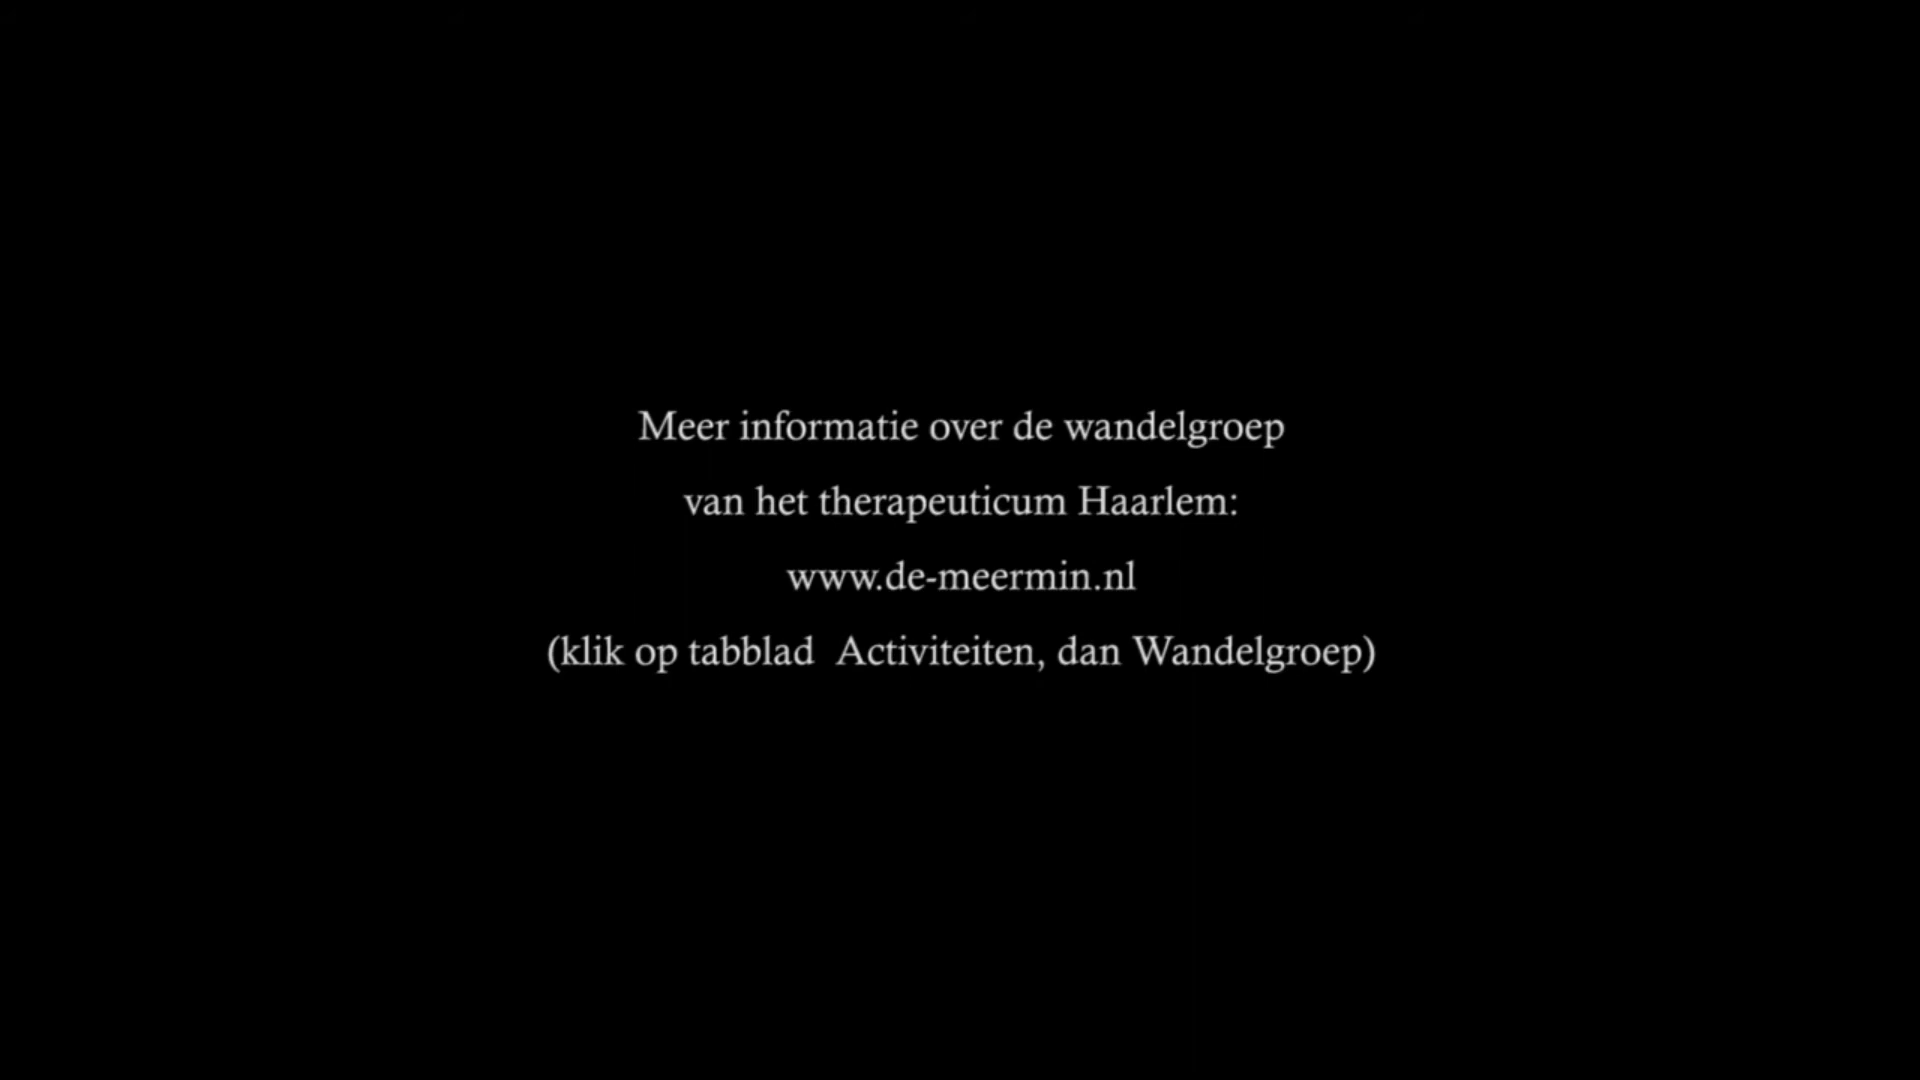 Meer informatie over de wandelgroep
van het therapeuticum Haarlem:
www.de-meermin.nl
(klik op tabblad  Activiteiten, dan Wandelgroep)